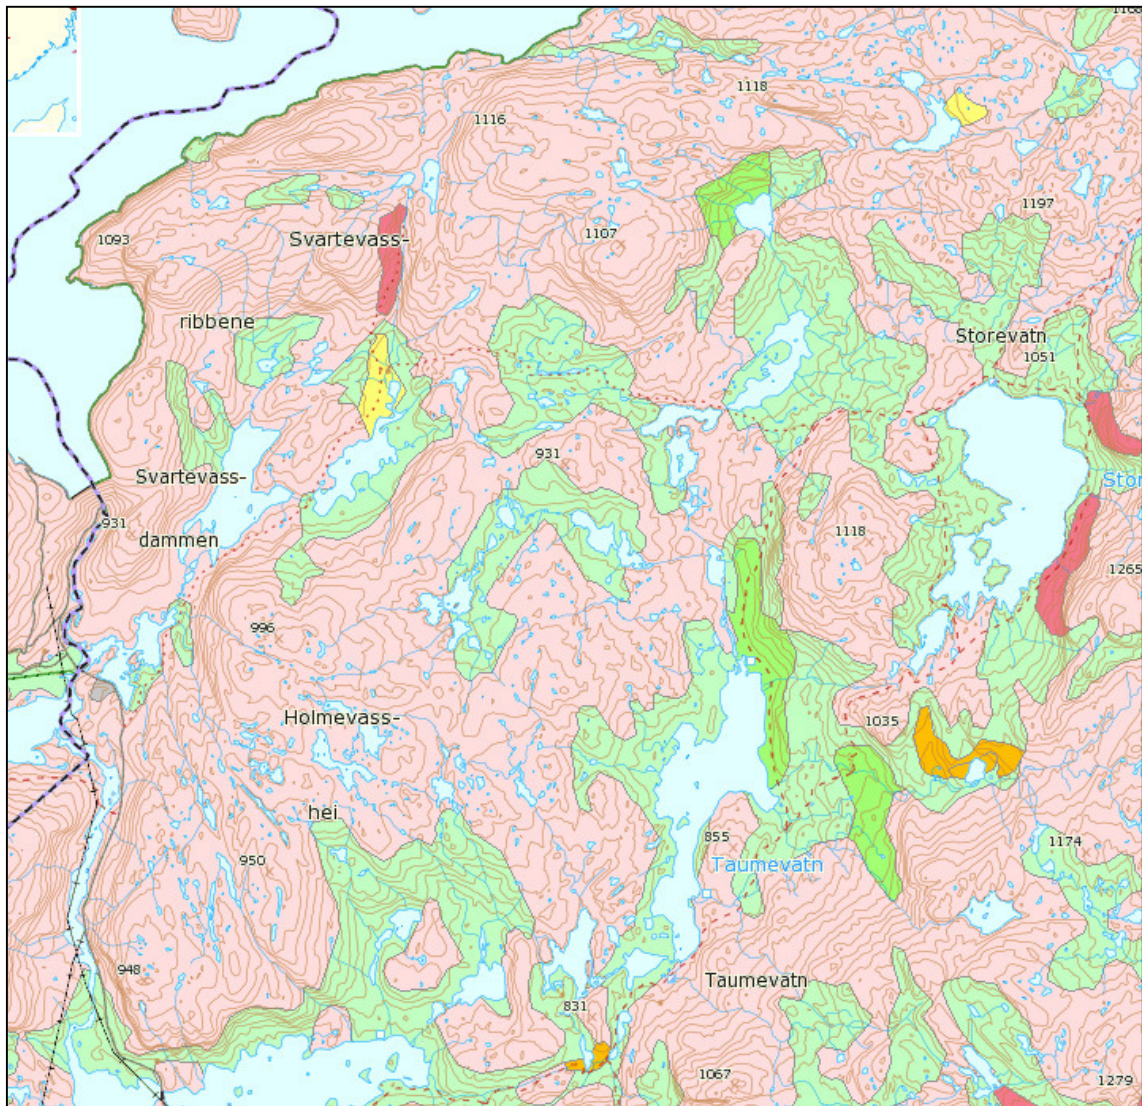 1118
1116
1197
1093
Svartevass-
1107
ribbene
Storevatn
1051
931
Svartevass-
Stor
931
dammen
1118
1265
996
Holmevass-
1035
hei
855
1174
950
Taumevatn
948
Taumevatn
831
1067
1279